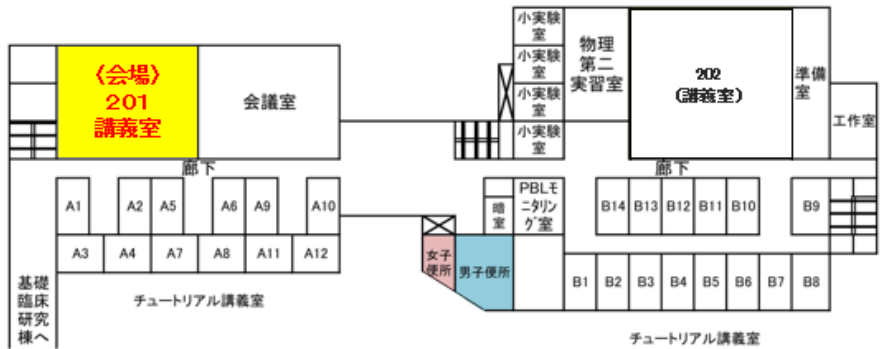 〈会場〉
201
講義室
会議室
小実験
室
小実験
室
小実験
室
小実験
室
物理
第二
実習室
202
(講義室)
準備
室
工作室
廊下
廊下
A1
A2
A5
A6
A9
A10
A3
A4
A7
A8
A11
A12
チュートリアル講義室
基礎
臨床
研究
棟へ
暗
室
PBLモ
ニタリン
グ室
女子
便所
男子便所
B14
B13
B12
B11
B10
B9
B1
B2
B3
B4
B5
B6
B7
B8
チュートリアル講義室